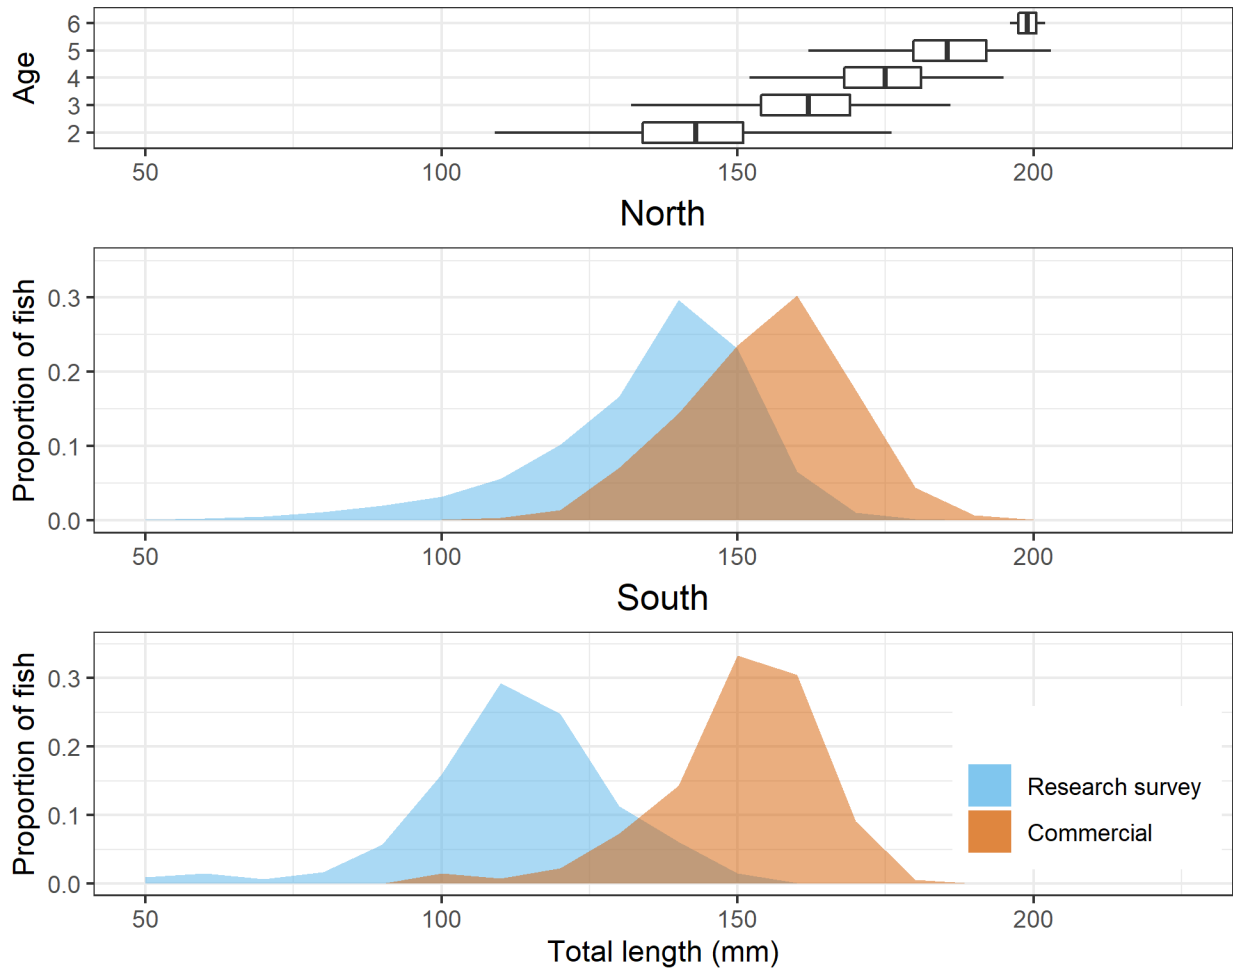 Age
6
5
4
3
2
50 100 150 200
North
Proportion of fish
0.3
0.2
0.1
0.0
50 100 150 200
South
Proportion of fish
0.3
0.2
0.1
0.0
Research survey
Commercial
50 100 150 200
Total length (mm)